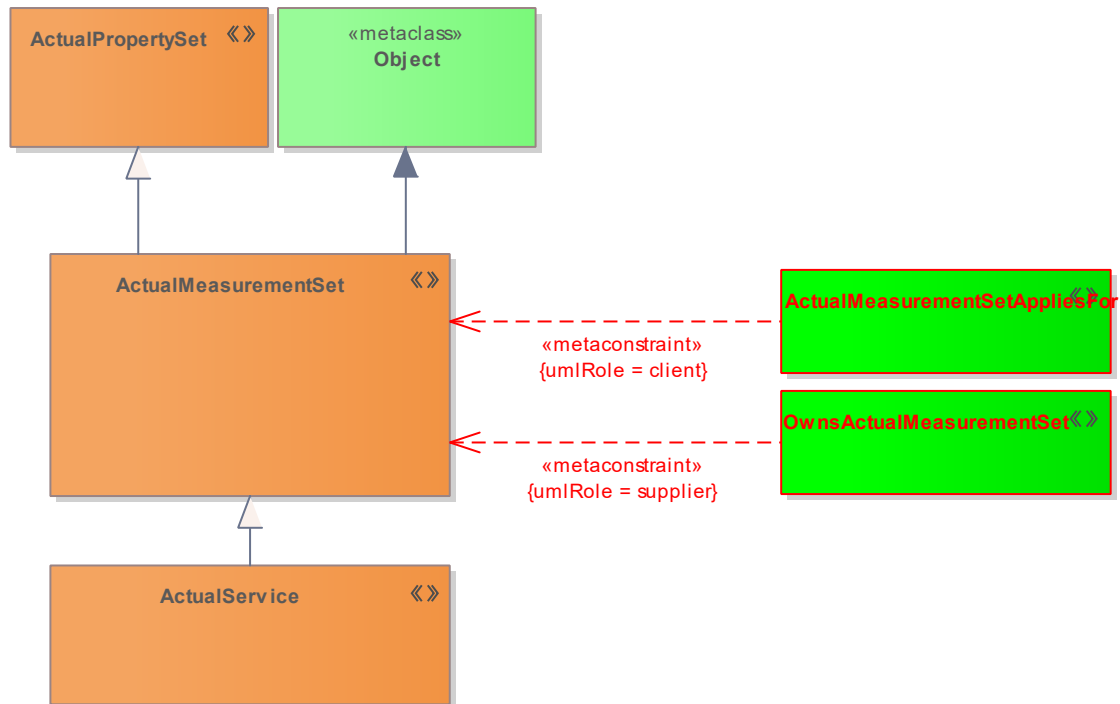 ActualPropertySet «»
«metaclass»
Object
ActualMeasurementSet «»
ActualMeasurementSetAppliesFor «»
«metaconstraint»
{umlRole = client}
OwnsActualMeasurementSet «»
«metaconstraint»
{umlRole = supplier}
ActualService «»